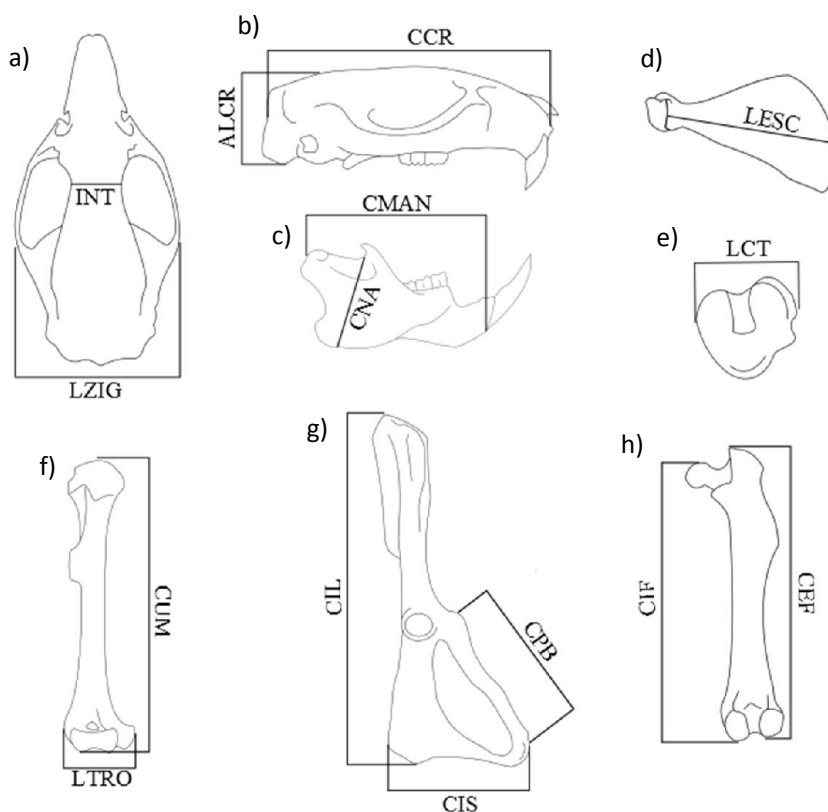 a)
INT
LZIG
b)
CCR
ALCR
c)
CMAN
CNA
d)
LESC
e)
LCT
f)
CUM
LTRO
g)
CIL
CPB
CIS
h)
CIF
CEF